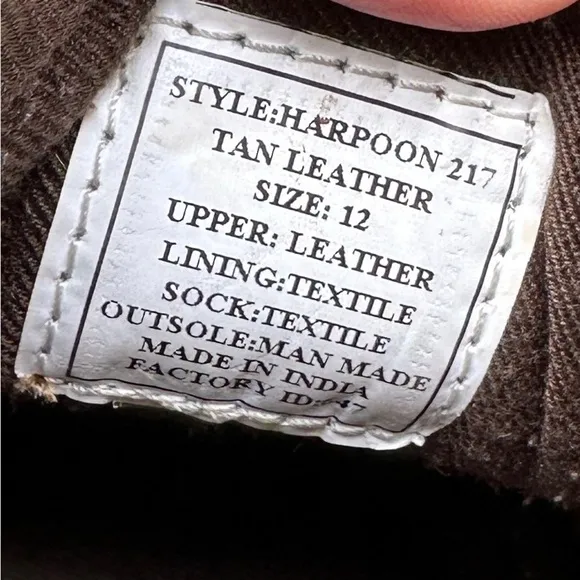 STYLE:HARPOON 217
TAN LEATHER
SIZE: 12
UPPER: LEATHER
LINING:TEXTILE
SOCK:TEXTILE
OUTSOLE:MAN MADE
MADE IN INDIA
FACTORY